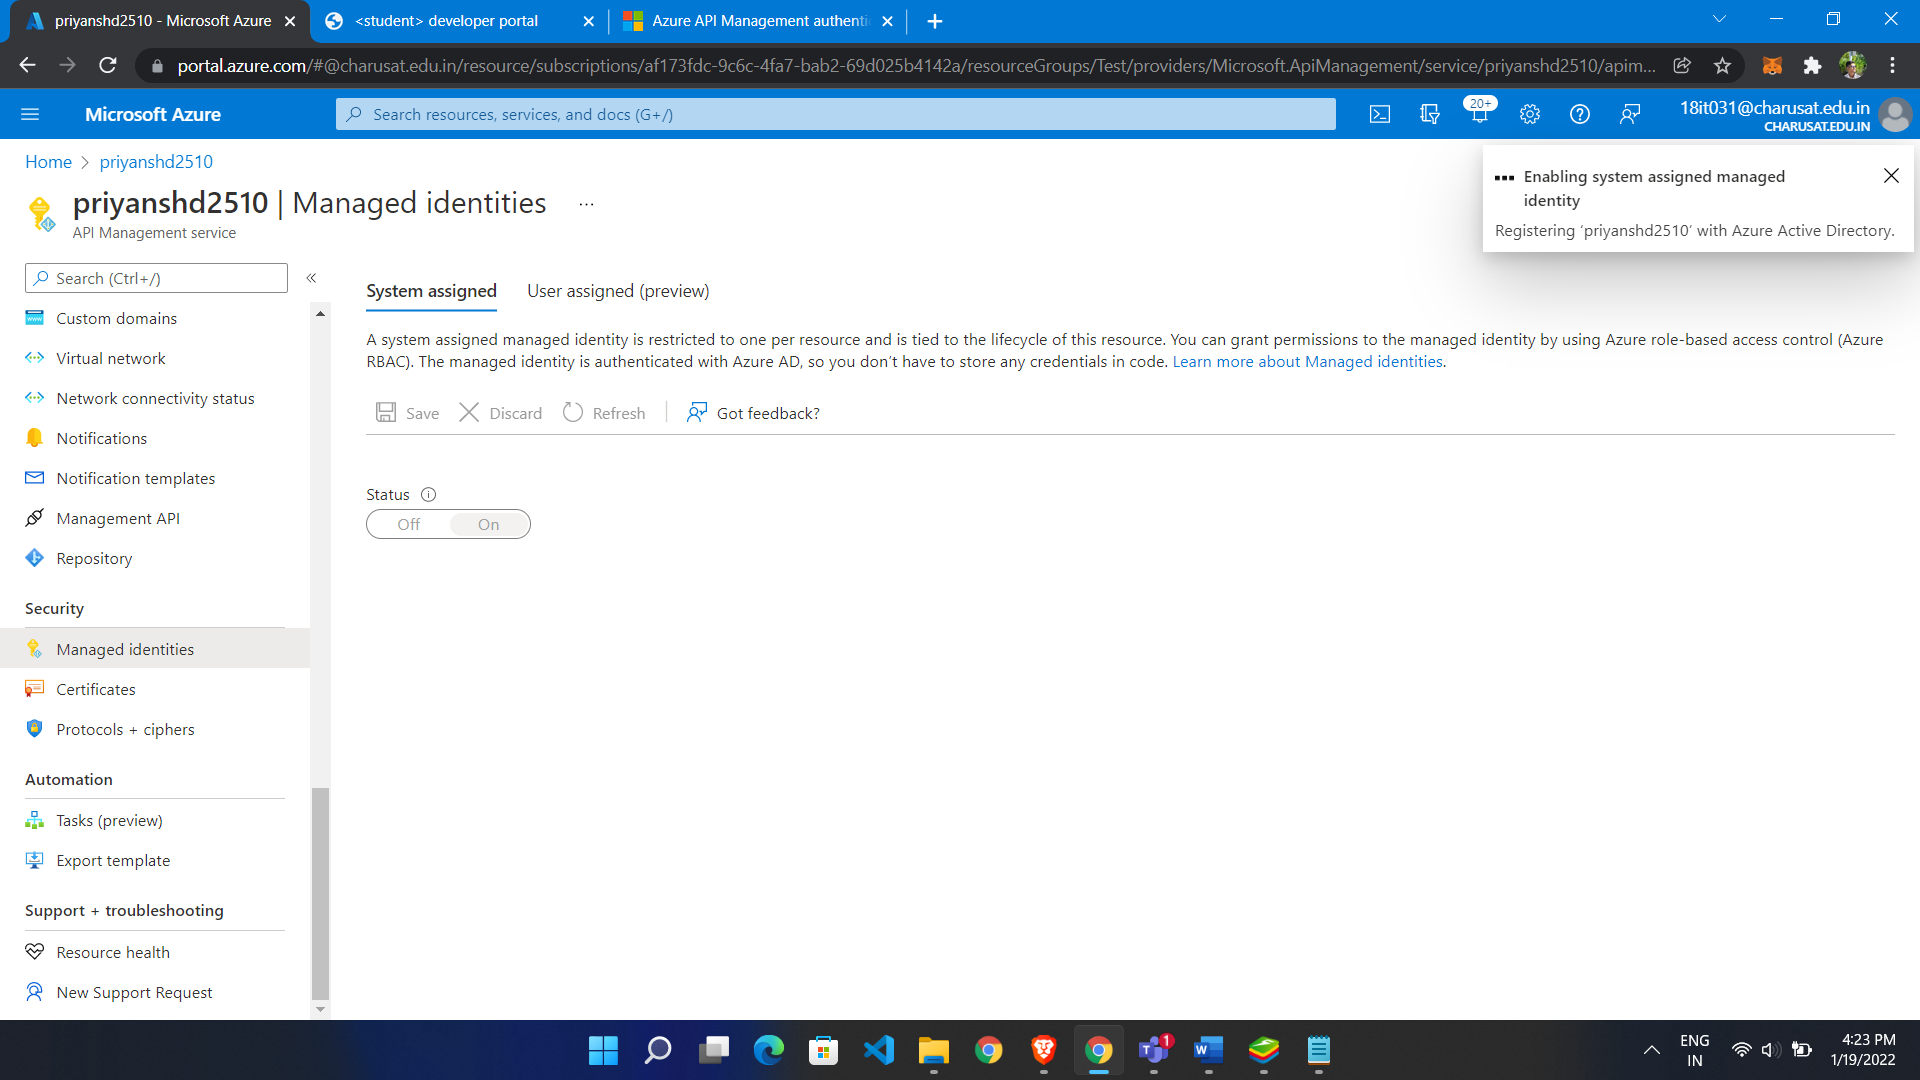 priyanshd2510 - Microsoft Azure
<student> developer portal
Azure API Management authenti
portal.azure.com/#@charusat.edu.in/resource/subscriptions/af173fdc-9c6c-4fa7-bab2-69d025b4142a/resourceGroups/Test/providers/Microsoft.ApiManagement/service/priyanshd2510/apim...
Microsoft Azure
Search resources, services, and docs (G+/)
20+
18it031@charusat.edu.in
CHARUSAT.EDU.IN
Home > priyanshd2510
priyanshd2510 | Managed identities ...
API Management service
Enabling system assigned managed
identity
Registering 'priyanshd2510' with Azure Active Directory.
Search (Ctrl+/)
«
Custom domains
Virtual network
Network connectivity status
Notifications
Notification templates
Management API
Repository
Security
Managed identities
Certificates
Protocols + ciphers
Automation
Tasks (preview)
Export template
Support + troubleshooting
Resource health
New Support Request
System assigned
User assigned (preview)
A system assigned managed identity is restricted to one per resource and is tied to the lifecycle of this resource. You can grant permissions to the managed identity by using Azure role-based access control (Azure
RBAC). The managed identity is authenticated with Azure AD, so you don't have to store any credentials in code. Learn more about Managed identities.
Save
Discard
Refresh
Got feedback?
Status
Off
On
1
ENG
IN
4:23 PM
1/19/2022